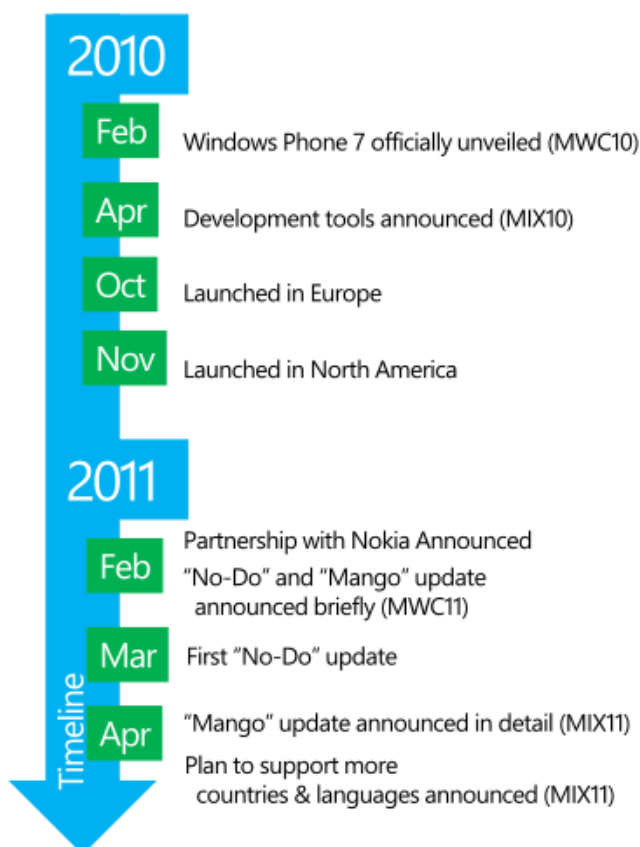 2010
Feb
Windows Phone 7 officially unveiled (MWC10)
Apr
Development tools announced (MIX10)
Oct
Launched in Europe
Nov
Launched in North America
2011
Feb
Partnership with Nokia Announced
“No-Do” and “Mango” update
announced briefly (MWC11)
Mar
First “No-Do” update
Apr
“Mango” update announced in detail (MIX11)
Plan to support more
countries & languages announced (MIX11)
Timeline